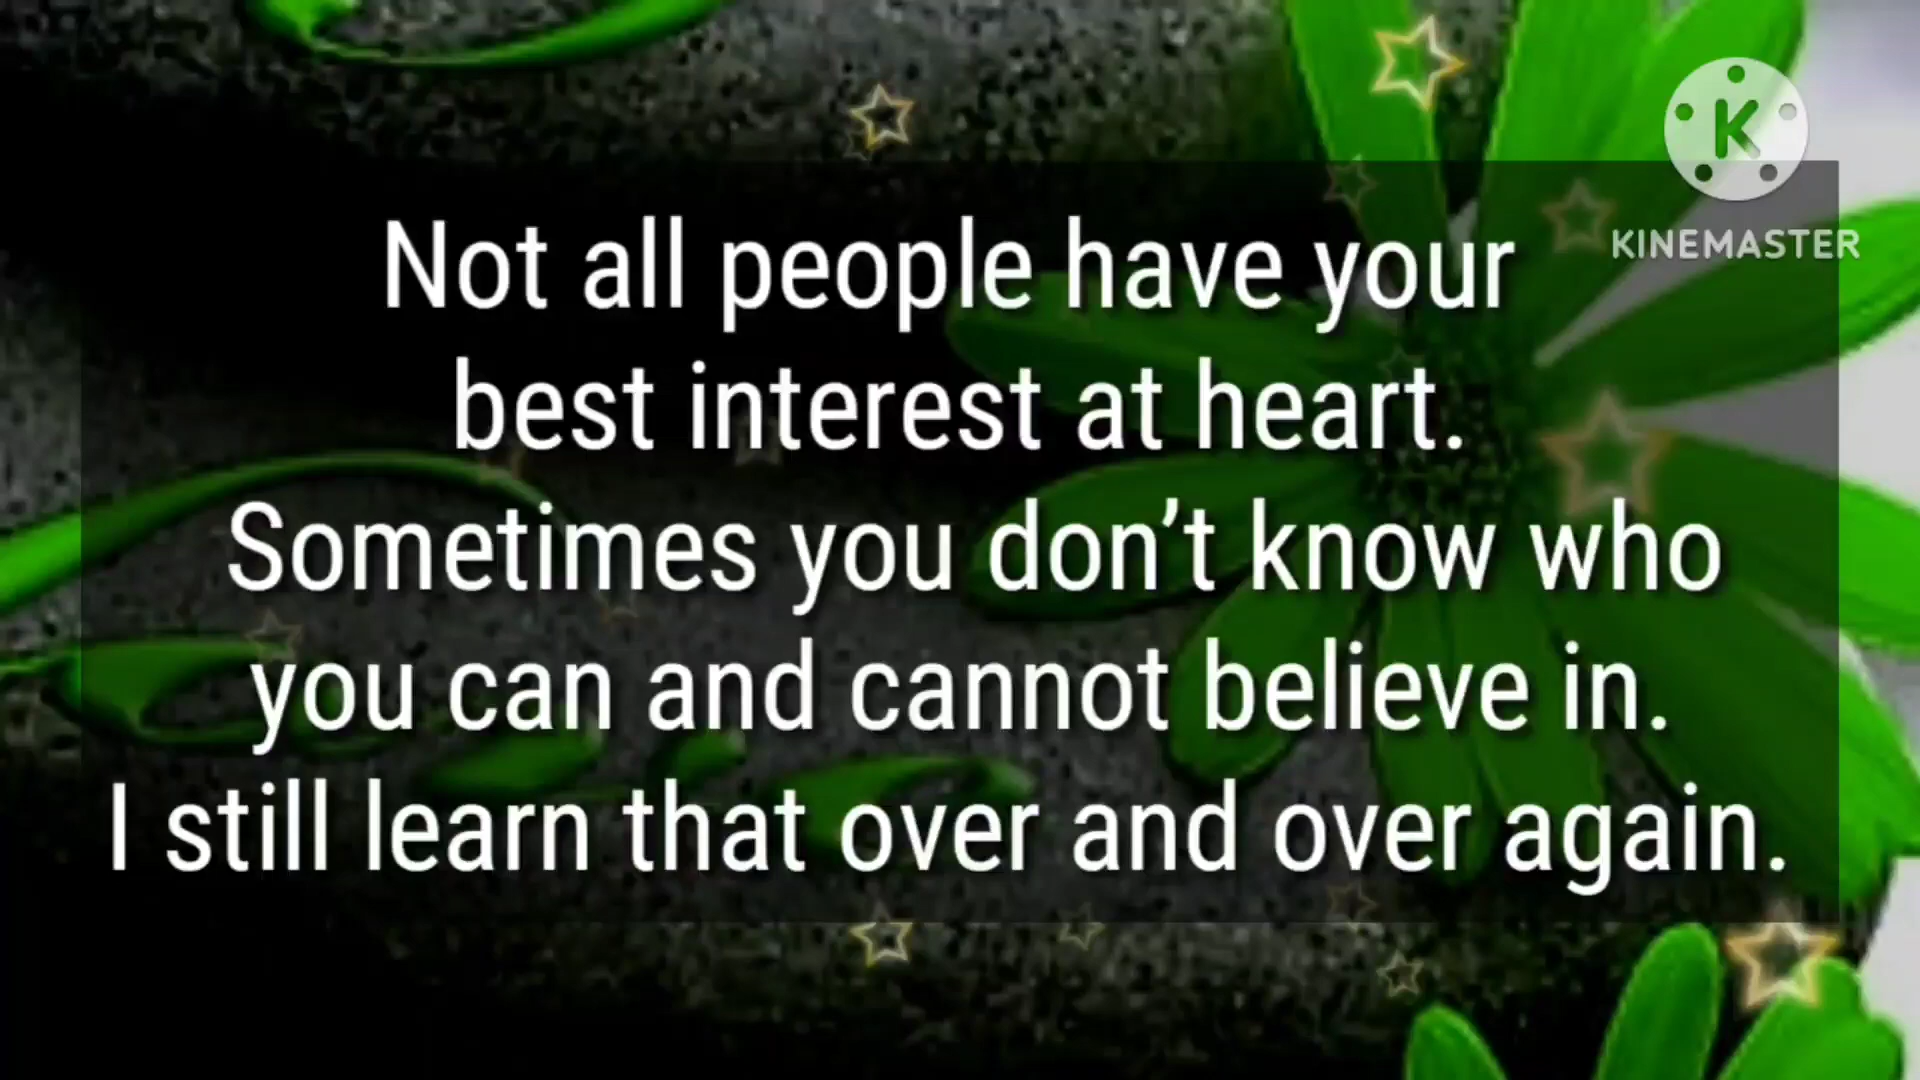 K
KINEMASTER
Not all people have your
best interest at heart.
Sometimes you don’t know who
you can and cannot believe in.
I still learn that over and over again.